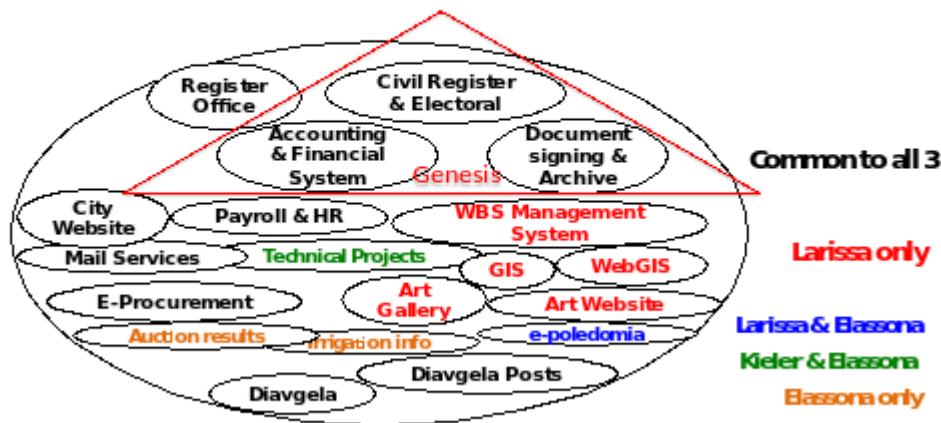 Register
Office
Civil Register
& Electoral
Accounting
& Financial
System
Document
signing &
Archive
Genesis
Common to all 3
City
Website
Payroll & HR
WBS Management
System
Mail Services
Technical Projects
GIS
WebGIS
Larissa only
E-Procurement
Art
Gallery
Art Website
Auction results
Irrigation info
e-poledomia
Larissa & Elassona
Kieler & Elassona
Elassona only
Diavgela
Diavgela Posts